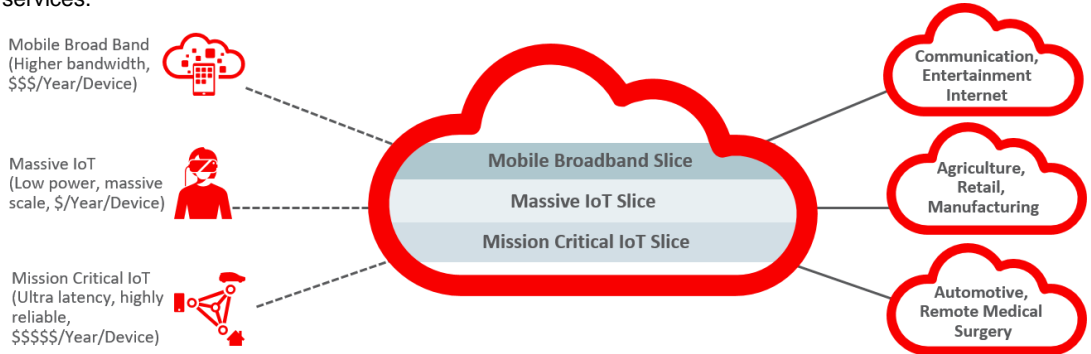 services.
Mobile Broad Band
(Higher bandwidth,
$$$/Year/Device)
Massive IoT
(Low power, massive
scale, $/Year/Device)
Mission Critical IoT
(Ultra latency, highly
reliable,
$$$$$/Year/Device)
Mobile Broadband Slice
Massive IoT Slice
Mission Critical IoT Slice
Communication,
Entertainment
Internet
Agriculture,
Retail,
Manufacturing
Automotive,
Remote Medical
Surgery